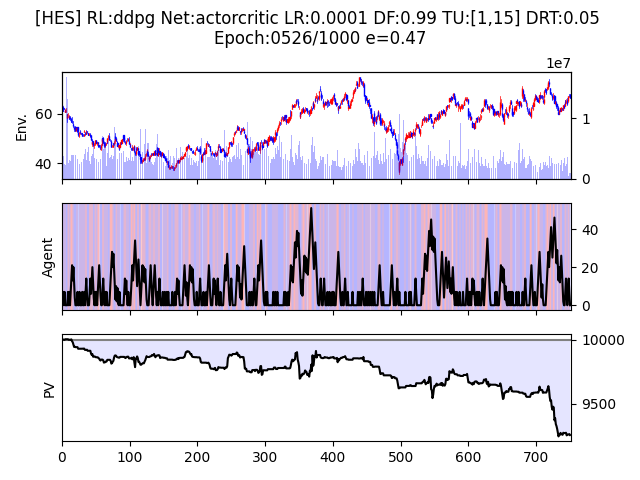 [HES] RL:ddpg Net:actorcritic LR:0.0001 DF:0.99 TU:[1,15] DRT:0.05
Epoch:0526/1000 e=0.47
1e7
Env.
60
40
1
0
Agent
40
20
0
PV
10000
9500
0 100 200 300 400 500 600 700